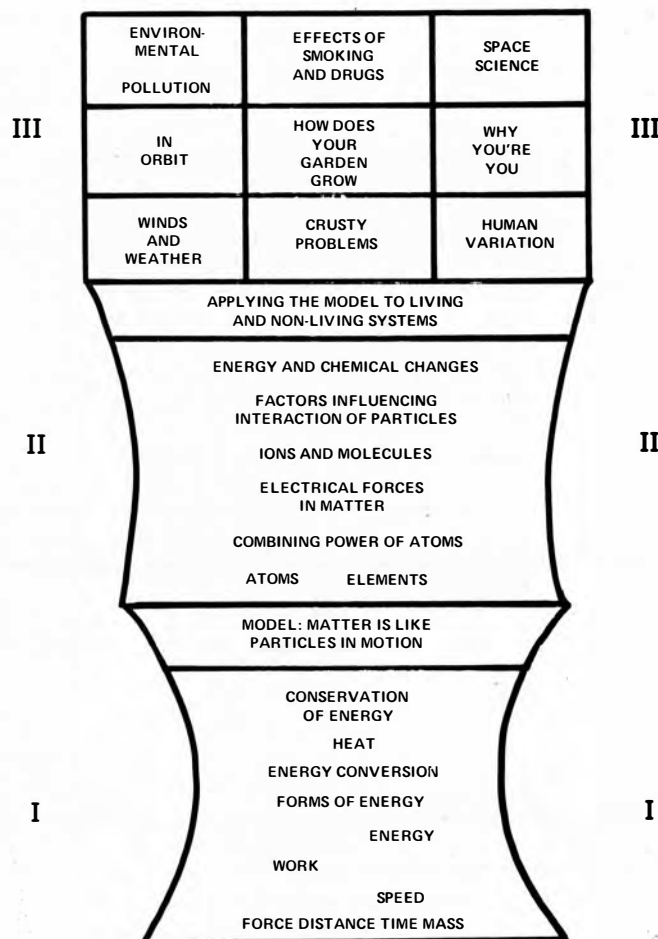 ENVIRON-
MENTAL
POLLUTION
EFFECTS OF
SMOKING
AND DRUGS
SPACE
SCIENCE
III
III
IN
ORBIT
HOW DOES
YOUR
GARDEN
GROW
WHY
YOU'RE
YOU
WINDS
AND
WEATHER
CRUSTY
PROBLEMS
HUMAN
VARIATION
APPLYING THE MODEL TO LIVING
AND NON-LIVING SYSTEMS
ENERGY AND CHEMICAL CHANGES
FACTORS INFLUENCING
INTERACTION OF PARTICLES
II
II
IONS AND MOLECULES
ELECTRICAL FORCES
IN MATTER
COMBINING POWER OF ATOMS
ATOMS ELEMENTS
MODEL: MATTER IS LIKE
PARTICLES IN MOTION
CONSERVATION
OF ENERGY
HEAT
ENERGY CONVERSION
FORMS OF ENERGY
I
I
ENERGY
WORK
SPEED
FORCE DISTANCE TIME MASS